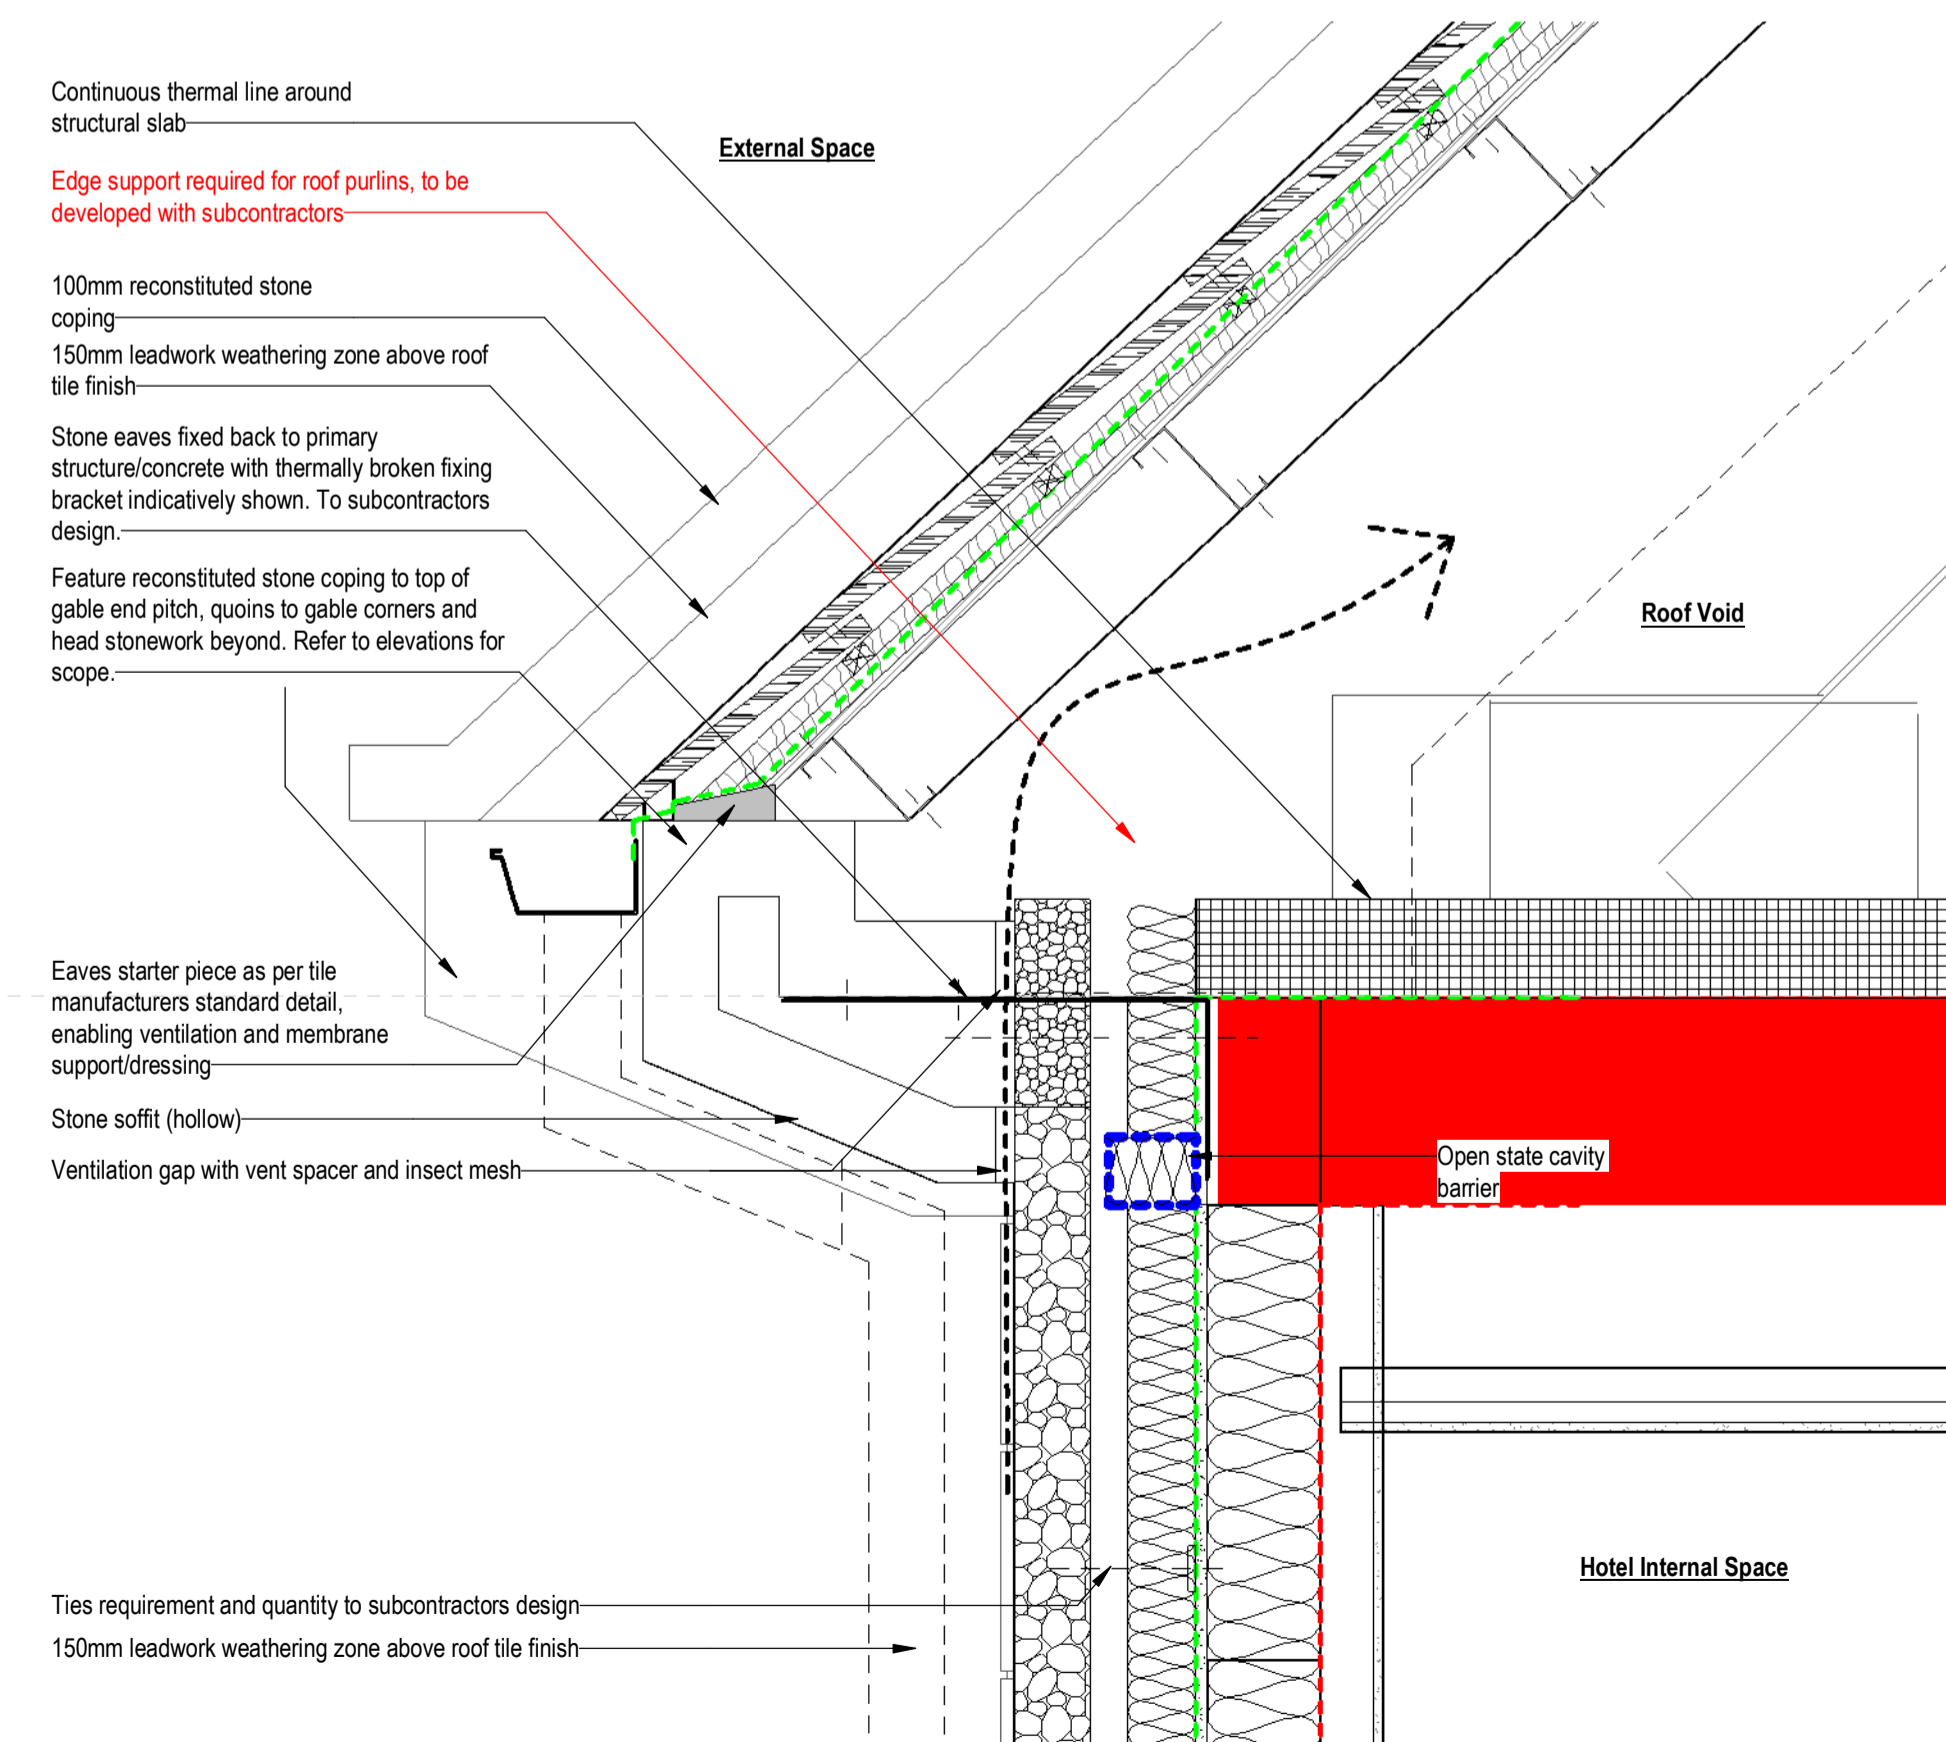 Continuous thermal line around
structural slab
External Space
Edge support required for roof purlins, to be
developed with subcontractors
100mm reconstituted stone
coping
150mm leadwork weathering zone above roof
tile finish
Stone eaves fixed back to primary
structure/concrete with thermally broken fixing
bracket indicatively shown. To subcontractors
design.
Feature reconstituted stone coping to top of
gable end pitch, quoins to gable corners and
head stonework beyond. Refer to elevations for
scope.
Roof Void
Eaves starter piece as per tile
manufacturers standard detail,
enabling ventilation and membrane
support/dressing
Stone soffit (hollow)
Ventilation gap with vent spacer and insect mesh
Open state cavity
barrier
Hotel Internal Space
Ties requirement and quantity to subcontractors design
150mm leadwork weathering zone above roof tile finish